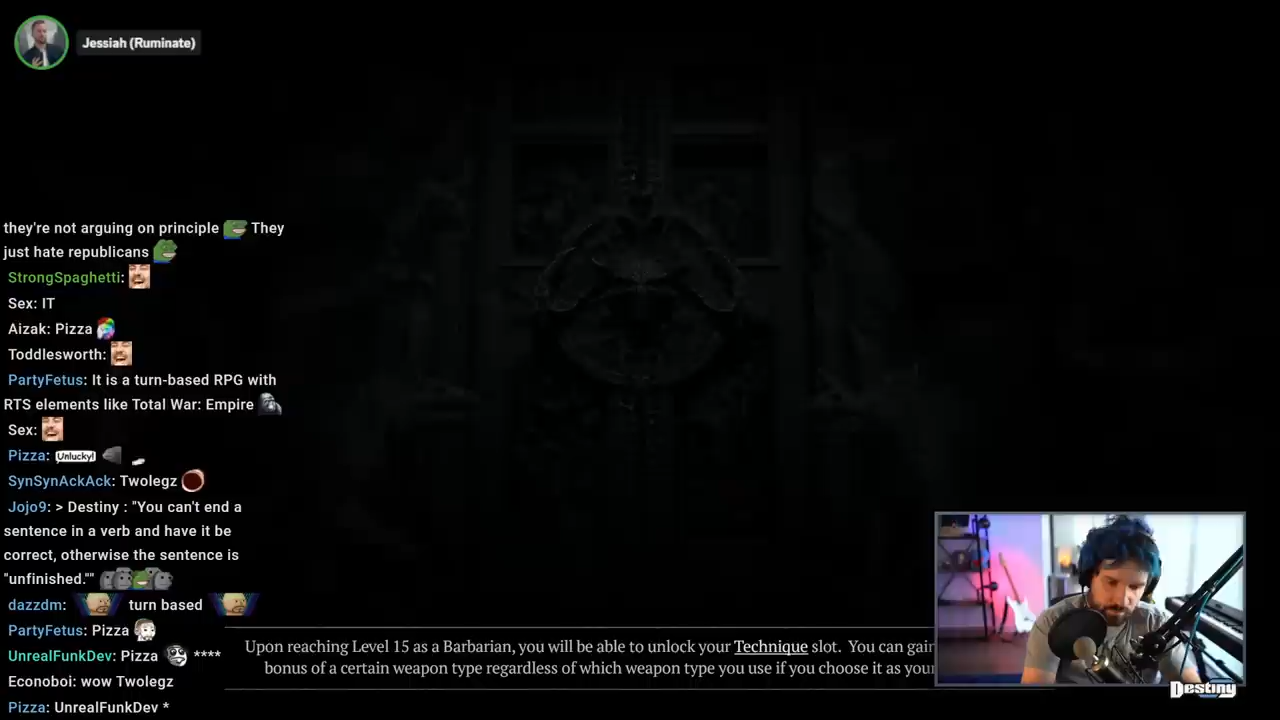 Jessiah (Ruminate)
they're not arguing on principle They
just hate republicans
StrongSpaghetti:
Sex: IT
Aizak: Pizza
Toddlesworth:
PartyFetus: It is a turn-based RPG with
RTS elements like Total War: Empire
Sex:
Pizza: Unlucky!
SynSynAckAck: Twolegz
Jojo9: > Destiny : "You can't end a
sentence in a verb and have it be
correct, otherwise the sentence is
"unfinished.""
dazzdm: turn based
PartyFetus: Pizza
UnrealFunkDev: Pizza ****
Econoboi: wow Twolegz
Pizza: UnrealFunkDev *
Upon reaching Level 15 as a Barbarian, you will be able to unlock your Technique slot. You can gain
bonus of a certain weapon type regardless of which weapon type you use if you choose it as your
Destiny